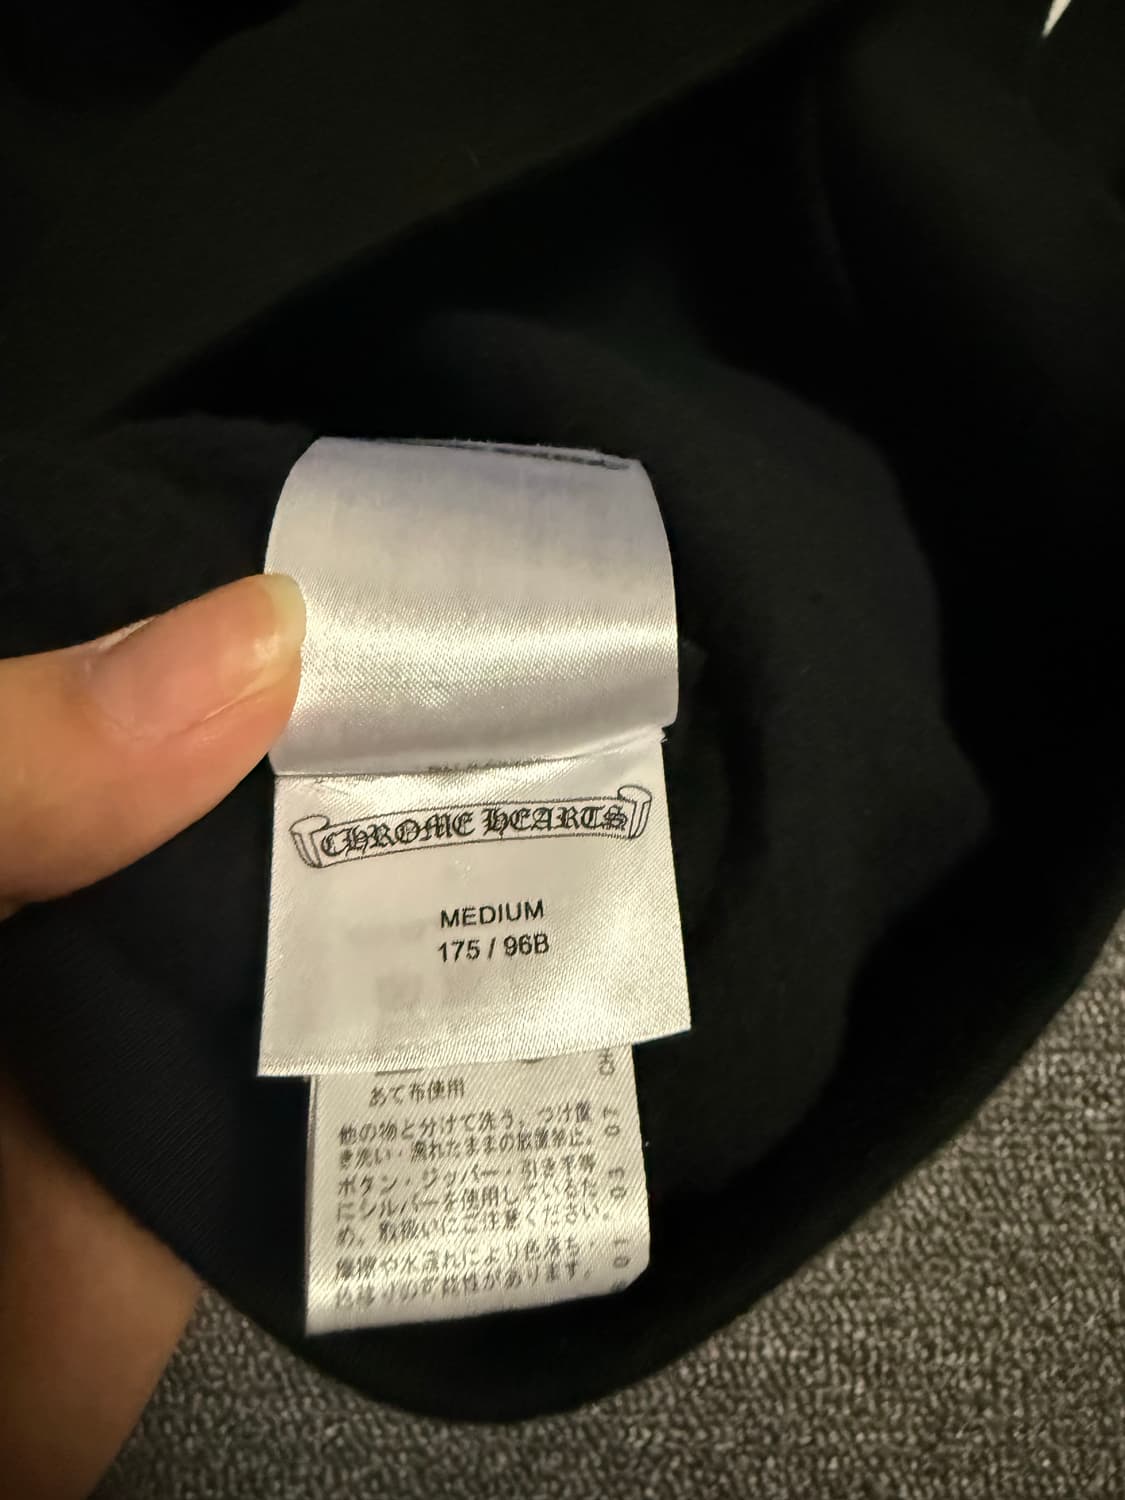 CHROME HEARTS
MEDIUM
175 / 96B
あて布使用
他の物と分けて洗う。つけ置
き洗い・濡れたままの放置禁止。
ボタン・ジッパー・引き手等
にシルバーを使用しているた
め、取扱いにご注意ください。
摩擦や水濡れにより色落ち・
色移りの可能性があります。